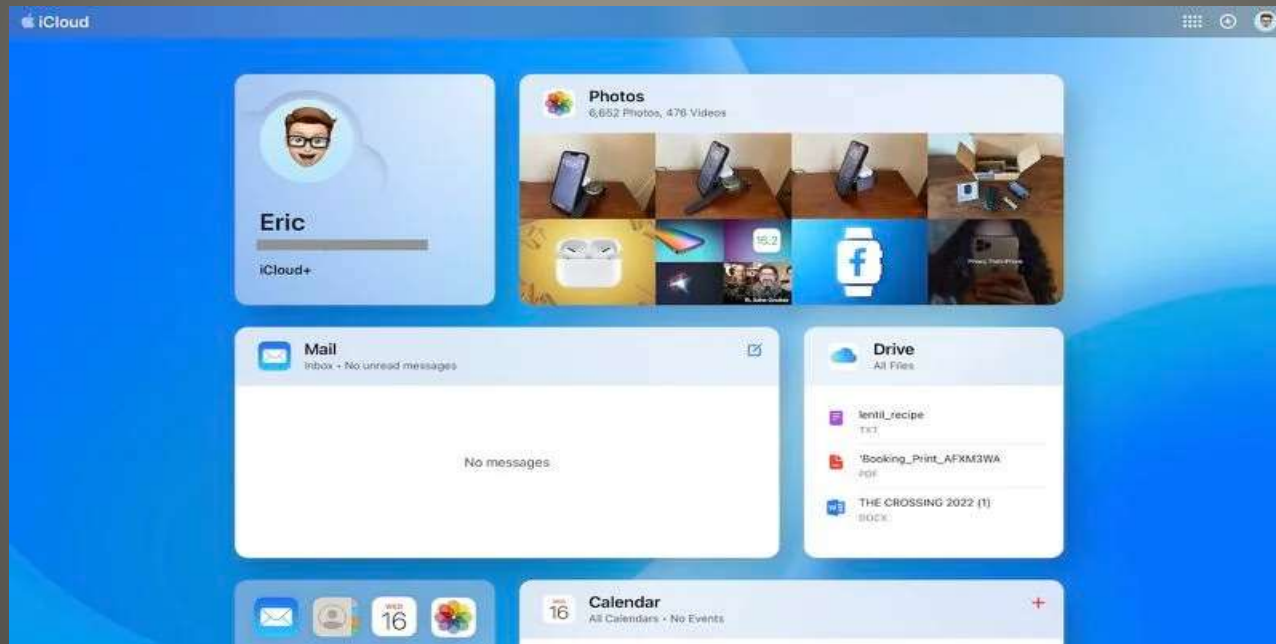 iCloud
Eric
iCloud+
Photos
6,652 Photos, 476 Videos
16.2
Mail
Inbox • No unread messages
No messages
Drive
All Files
lentil_recipe
TXT
'Booking_Print_AFXM3WA
PDF
THE CROSSING 2022 (1)
DOCX
WED
16
16
Calendar
All Calendars • No Events